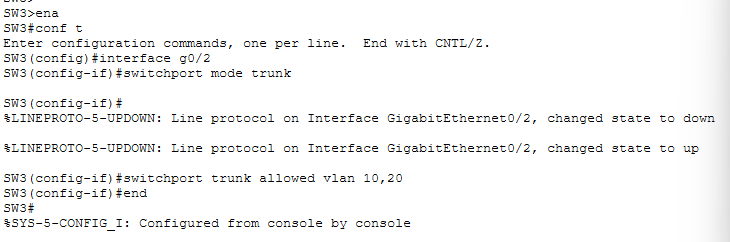 SW3>ena
SW3#conf t
Enter configuration commands, one per line.  End with CNTL/Z.
SW3(config)#interface g0/2
SW3(config-if)#switchport mode trunk
SW3(config-if)#
%LINEPROTO-5-UPDOWN: Line protocol on Interface GigabitEthernet0/2, changed state to down
%LINEPROTO-5-UPDOWN: Line protocol on Interface GigabitEthernet0/2, changed state to up
SW3(config-if)#switchport trunk allowed vlan 10,20
SW3(config-if)#end
SW3#
%SYS-5-CONFIG_I: Configured from console by console